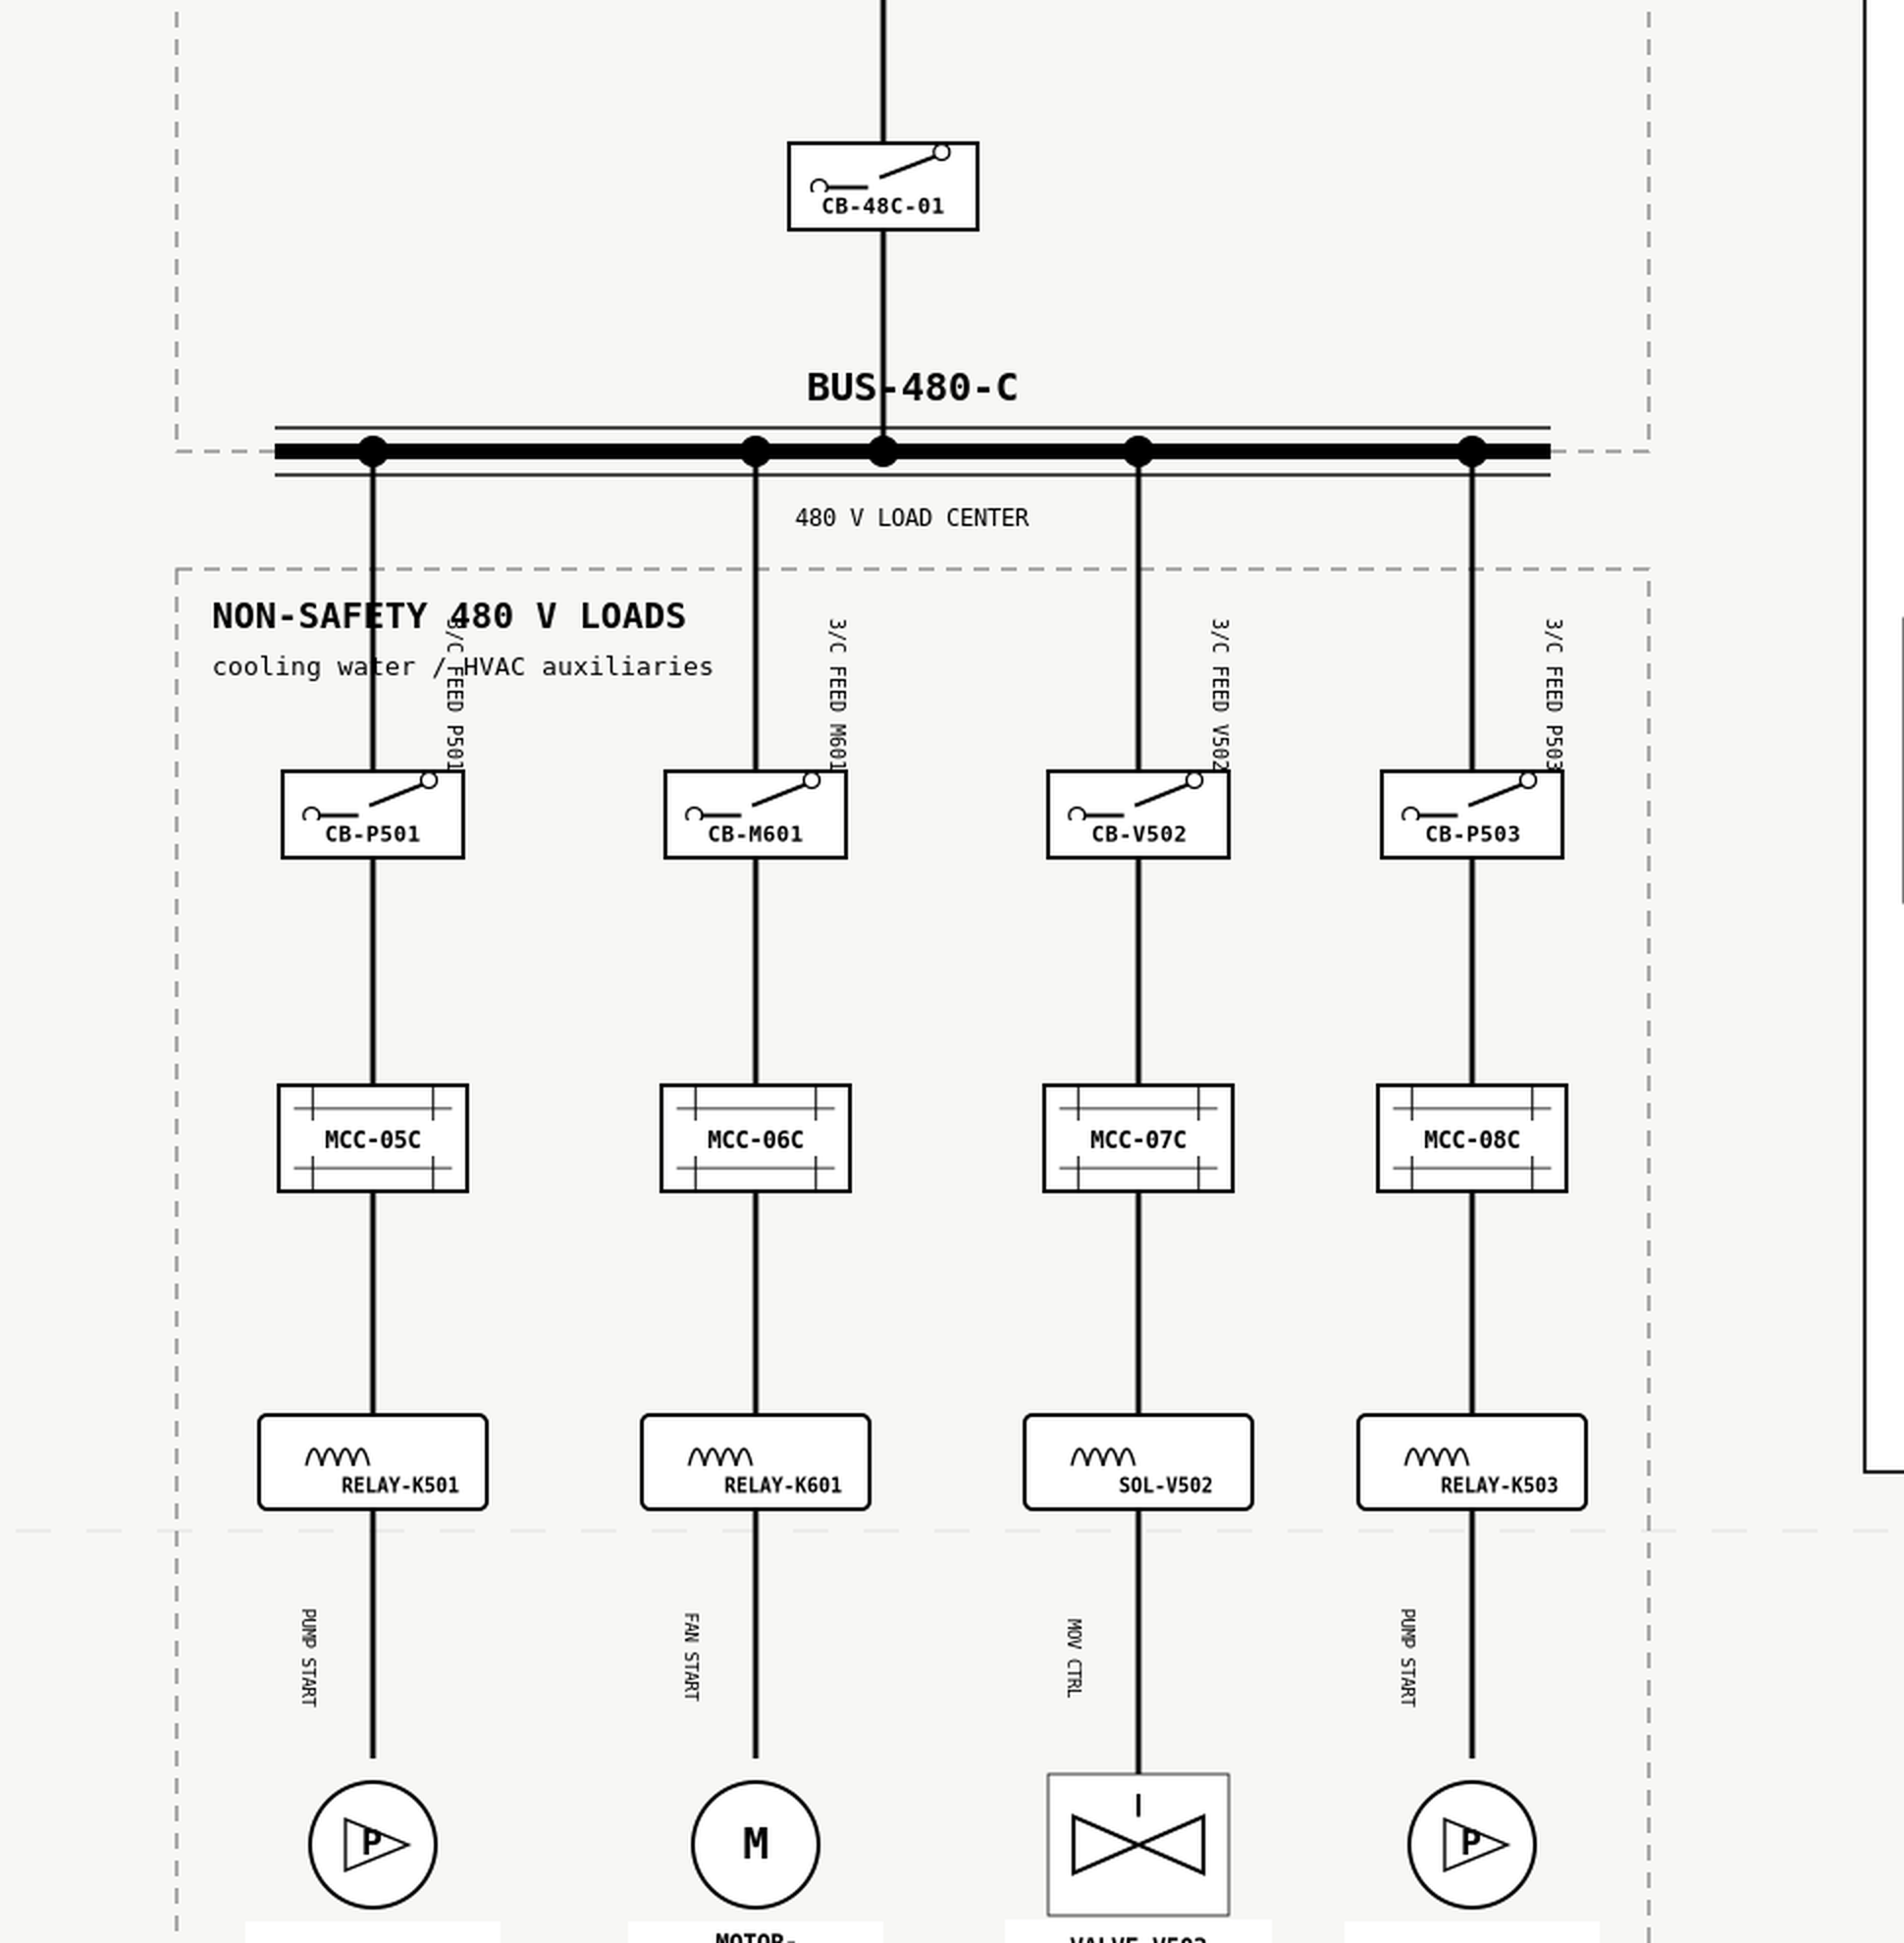 CB-48C-01
BUS-480-C
480 V LOAD CENTER
NON-SAFETY 480 V LOADS
cooling water / HVAC auxiliaries
3/C FEED P501
3/C FEED M601
3/C FEED V502
3/C FEED P503
CB-P501
CB-M601
CB-V502
CB-P503
MCC-05C
MCC-06C
MCC-07C
MCC-08C
RELAY-K501
RELAY-K601
SOL-V502
RELAY-K503
PUMP START
FAN START
MOV CTRL
PUMP START
P
M
P
MOTOR-
VALVE-V502